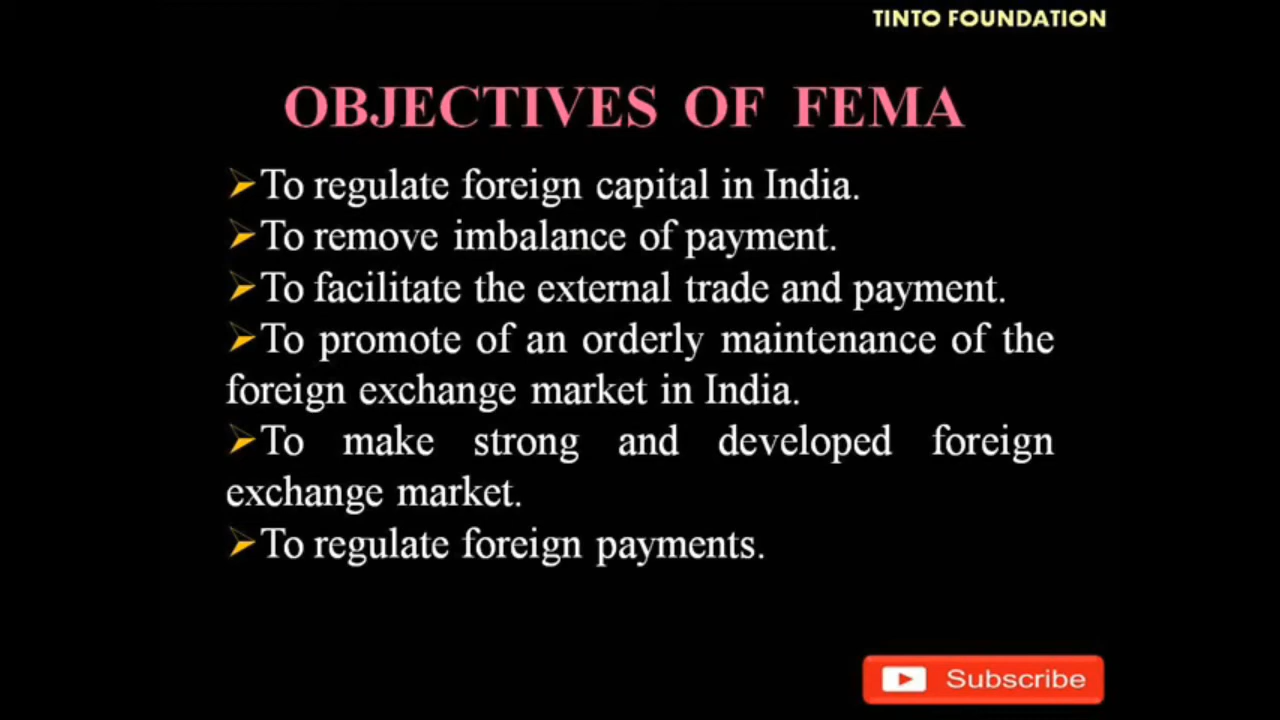 TINTO FOUNDATION
OBJECTIVES OF FEMA
➤To regulate foreign capital in India.
➤To remove imbalance of payment.
➤To facilitate the external trade and payment.
➤To promote of an orderly maintenance of the
foreign exchange market in India.
➤To make strong and developed foreign
exchange market.
➤To regulate foreign payments.
Subscribe